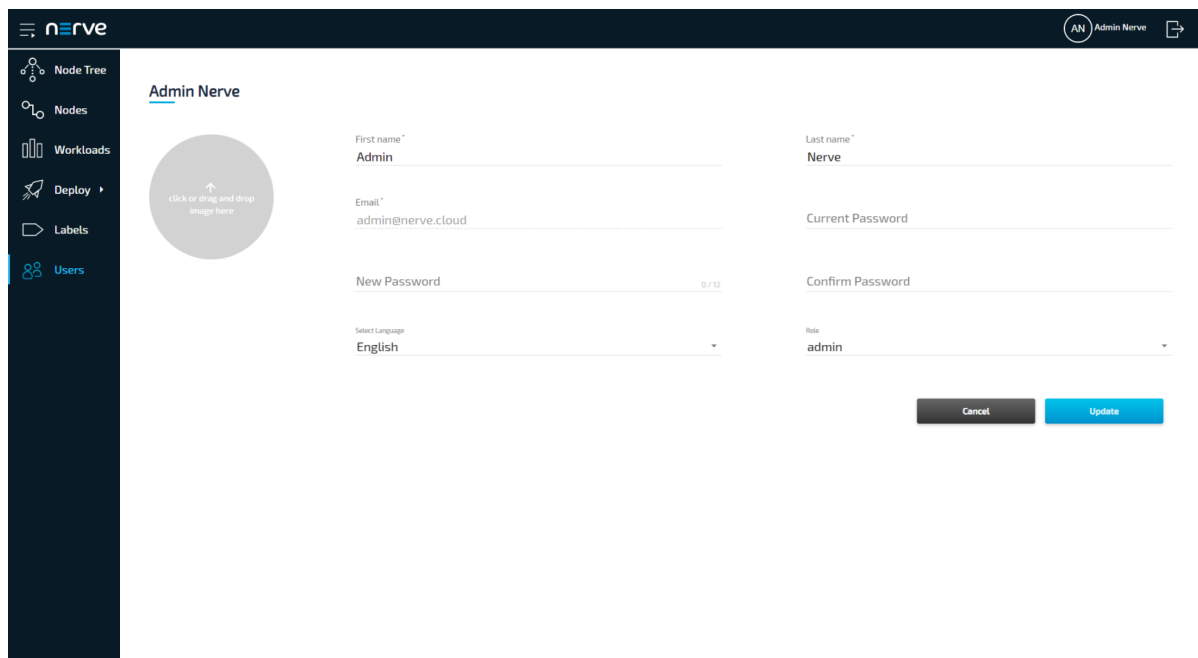 nerve
AN Admin Nerve
Node Tree
Nodes
Workloads
Deploy
Labels
Users
Admin Nerve
click or drag and drop
image here
First name *
Admin
Last name *
Nerve
Email *
admin@nerve.cloud
Current Password
New Password
0 / 12
Confirm Password
Select Language
English
Role
admin
Cancel
Update